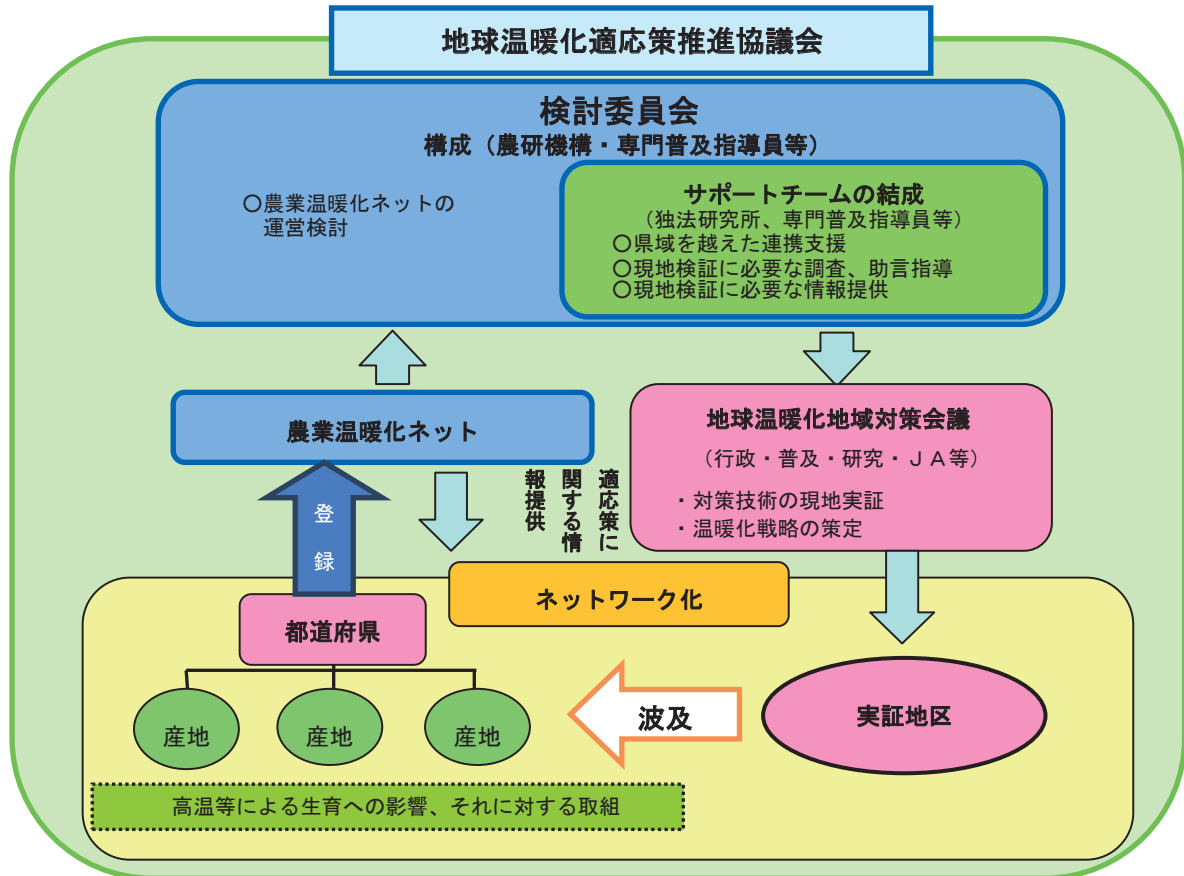 地球温暖化適応策推進協議会
検討委員会
構成（農研機構・専門普及指導員等）
〇農業温暖化ネットの
運営検討
サポートチームの結成
（独法研究所、専門普及指導員等）
〇県域を越えた連携支援
〇現地検証に必要な調査、助言指導
〇現地検証に必要な情報提供
農業温暖化ネット
地球温暖化地域対策会議
（行政・普及・研究・ＪＡ等）
・対策技術の現地実証
・温暖化戦略の策定
登録
適応策に
関する情
報提供
ネットワーク化
都道府県
産地
産地
産地
波及
実証地区
高温等による生育への影響、それに対する取組